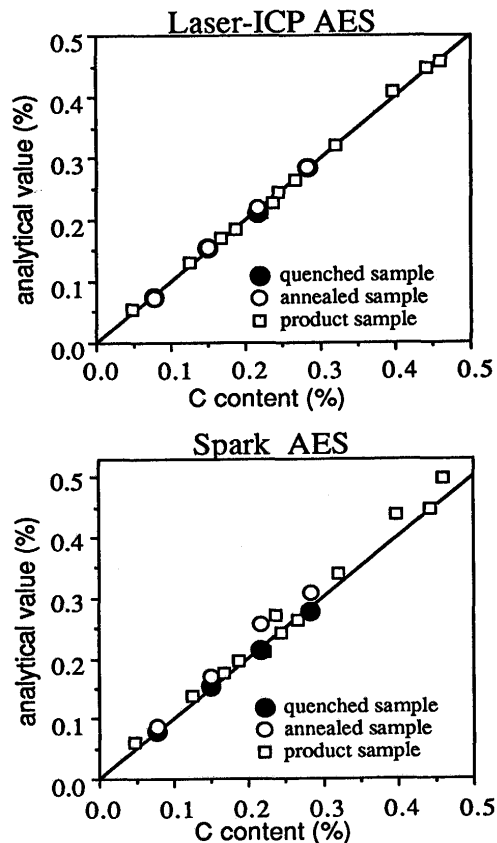 Laser-ICP AES
analytical value (%)
0.5
0.4
0.3
0.2
0.1
0.0
quenched sample
annealed sample
product sample
0.0 0.1 0.2 0.3 0.4 0.5
C content (%)
Spark AES
analytical value (%)
0.5
0.4
0.3
0.2
0.1
0.0
quenched sample
annealed sample
product sample
0.0 0.1 0.2 0.3 0.4 0.5
C content (%)